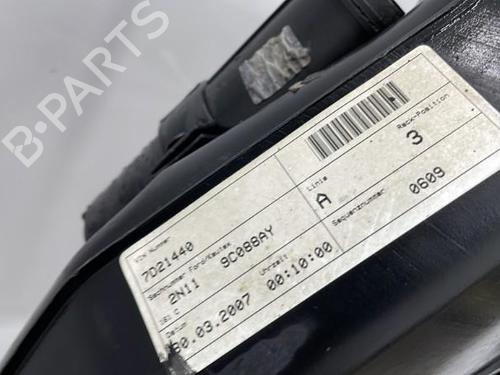 B-PARTS
VIN Nummer
7D21440
Sachnummer Ford/Kautex
2N11 9C088AY
Datum
30.03.2007
Uhrzeit
00:10:00
Linie
A
Rack-Position
3
Sequenznummer
0609